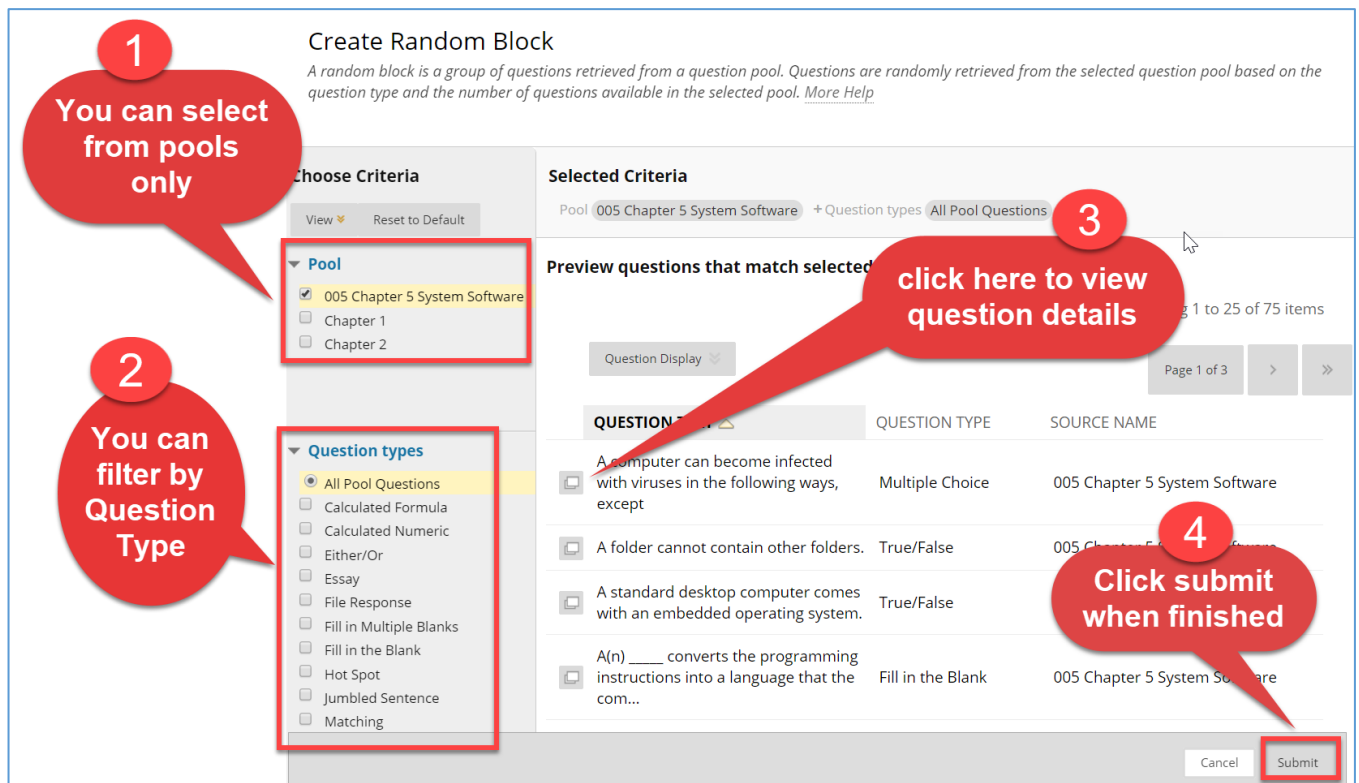 Create Random Block
A random block is a group of questions retrieved from a question pool. Questions are randomly retrieved from the selected question pool based on the
question type and the number of questions available in the selected pool. More Help
1
You can select
from pools
only
Choose Criteria
View
Reset to Default
Pool
005 Chapter 5 System Software
Chapter 1
Chapter 2
2
You can
filter by
Question
Type
Question types
All Pool Questions
Calculated Formula
Calculated Numeric
Either/Or
Essay
File Response
Fill in Multiple Blanks
Fill in the Blank
Hot Spot
Jumbled Sentence
Matching
Selected Criteria
Pool 005 Chapter 5 System Software + Question types All Pool Questions
3
click here to view
question details
Preview questions that match selected
1 to 25 of 75 items
Question Display
Page 1 of 3 > »
QUESTION
QUESTION TYPE
SOURCE NAME
A computer can become infected
with viruses in the following ways,
except
Multiple Choice
005 Chapter 5 System Software
A folder cannot contain other folders.
True/False
005
A standard desktop computer comes
with an embedded operating system.
True/False
A(n) _____ converts the programming
instructions into a language that the
com...
Fill in the Blank
005 Chapter 5 System Software
4
Click submit
when finished
Cancel
Submit